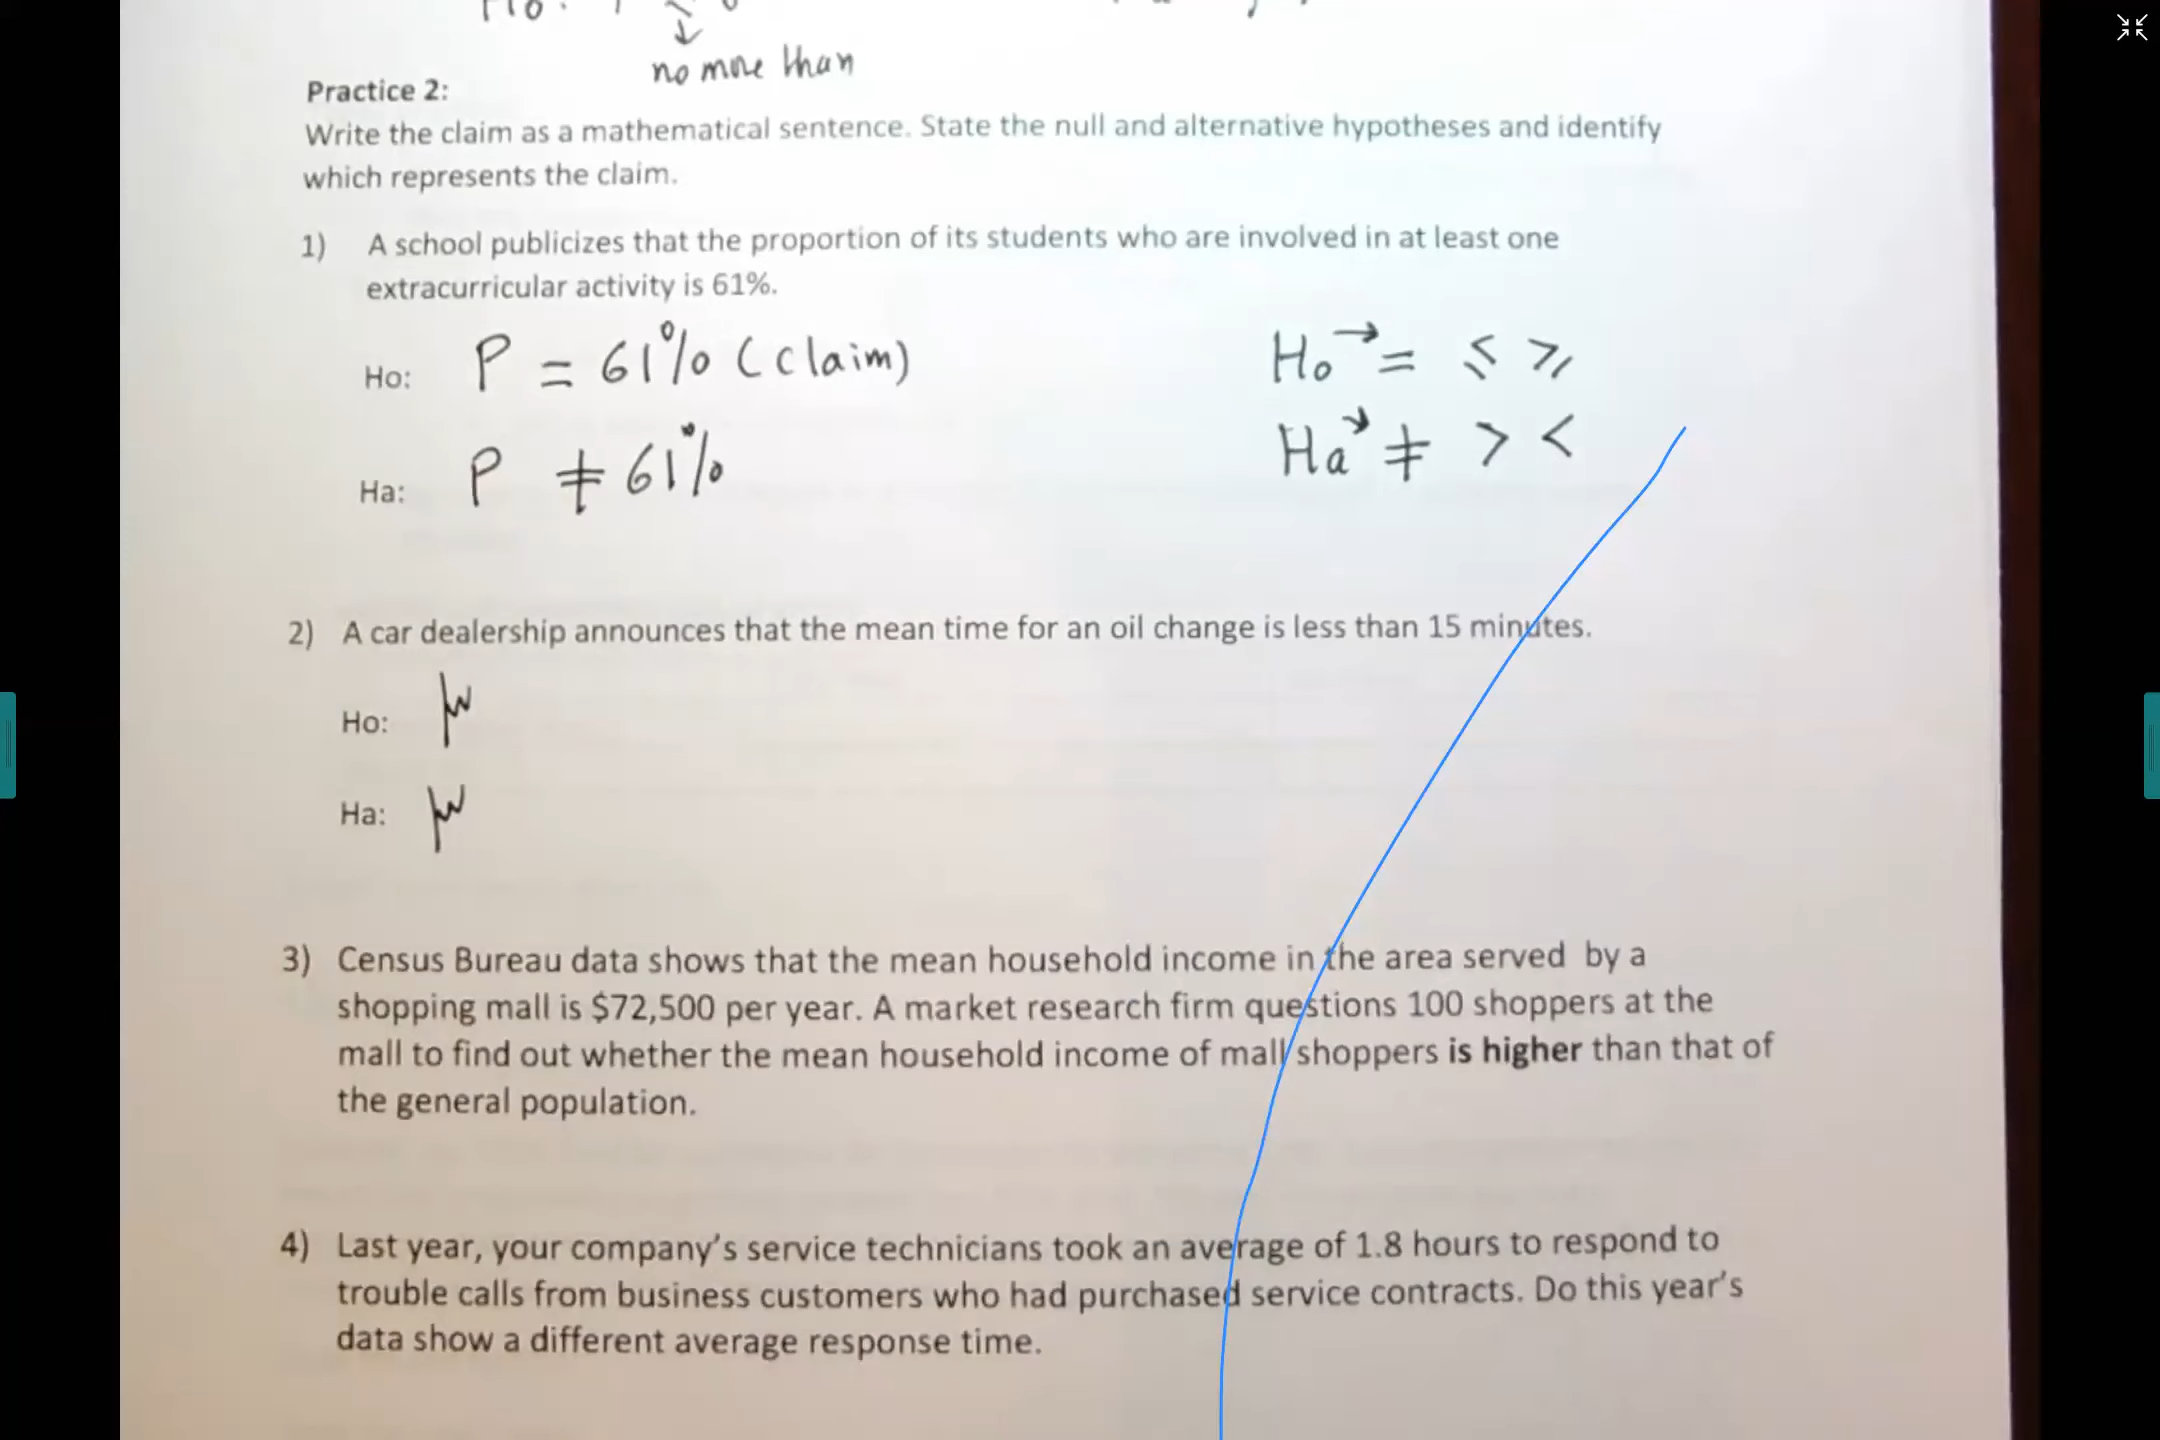 no more than
Practice 2:
Write the claim as a mathematical sentence. State the null and alternative hypotheses and identify
which represents the claim.
1) A school publicizes that the proportion of its students who are involved in at least one
extracurricular activity is 61%.
Ho: P = 61% (claim)
Ho → = ≤ ≥
Ha: P ≠ 61%
Ha → ≠ > <
2) A car dealership announces that the mean time for an oil change is less than 15 minutes.
Ho: μ
Ha: μ
3) Census Bureau data shows that the mean household income in the area served by a
shopping mall is $72,500 per year. A market research firm questions 100 shoppers at the
mall to find out whether the mean household income of mall shoppers is higher than that of
the general population.
4) Last year, your company's service technicians took an average of 1.8 hours to respond to
trouble calls from business customers who had purchased service contracts. Do this year's
data show a different average response time.